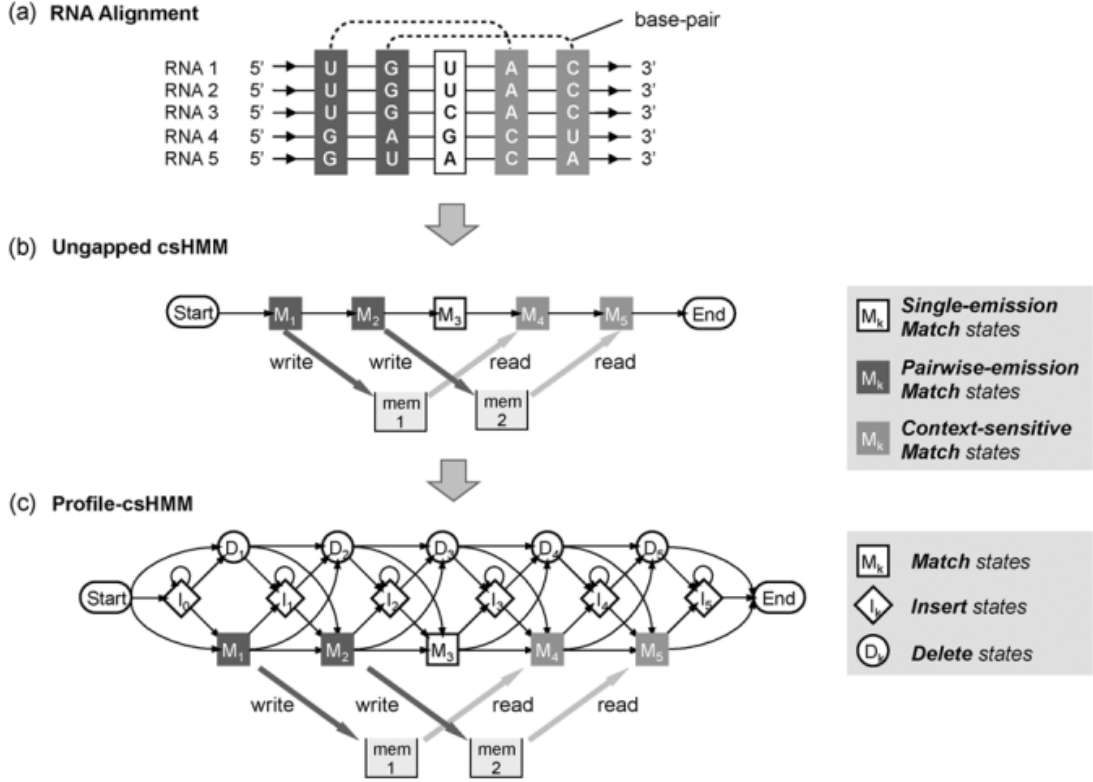 (a) RNA Alignment
base-pair
RNA 1 5' U G U A C 3'
RNA 2 5' U G U A C 3'
RNA 3 5' U G C A C 3'
RNA 4 5' G A G C U 3'
RNA 5 5' G U A C A 3'
(b) Ungapped csHMM
Start M1 M2 M3 M4 M5 End
write write read read
mem 1
mem 2
Mk Single-emission
Match states
Mk Pairwise-emission
Match states
Mk Context-sensitive
Match states
(c) Profile-csHMM
D1 D2 D3 D4 D5
Start I0 I1 I2 I3 I4 I5 End
M1 M2 M3 M4 M5
write write read read
mem 1
mem 2
Mk Match states
Ik Insert states
Dk Delete states